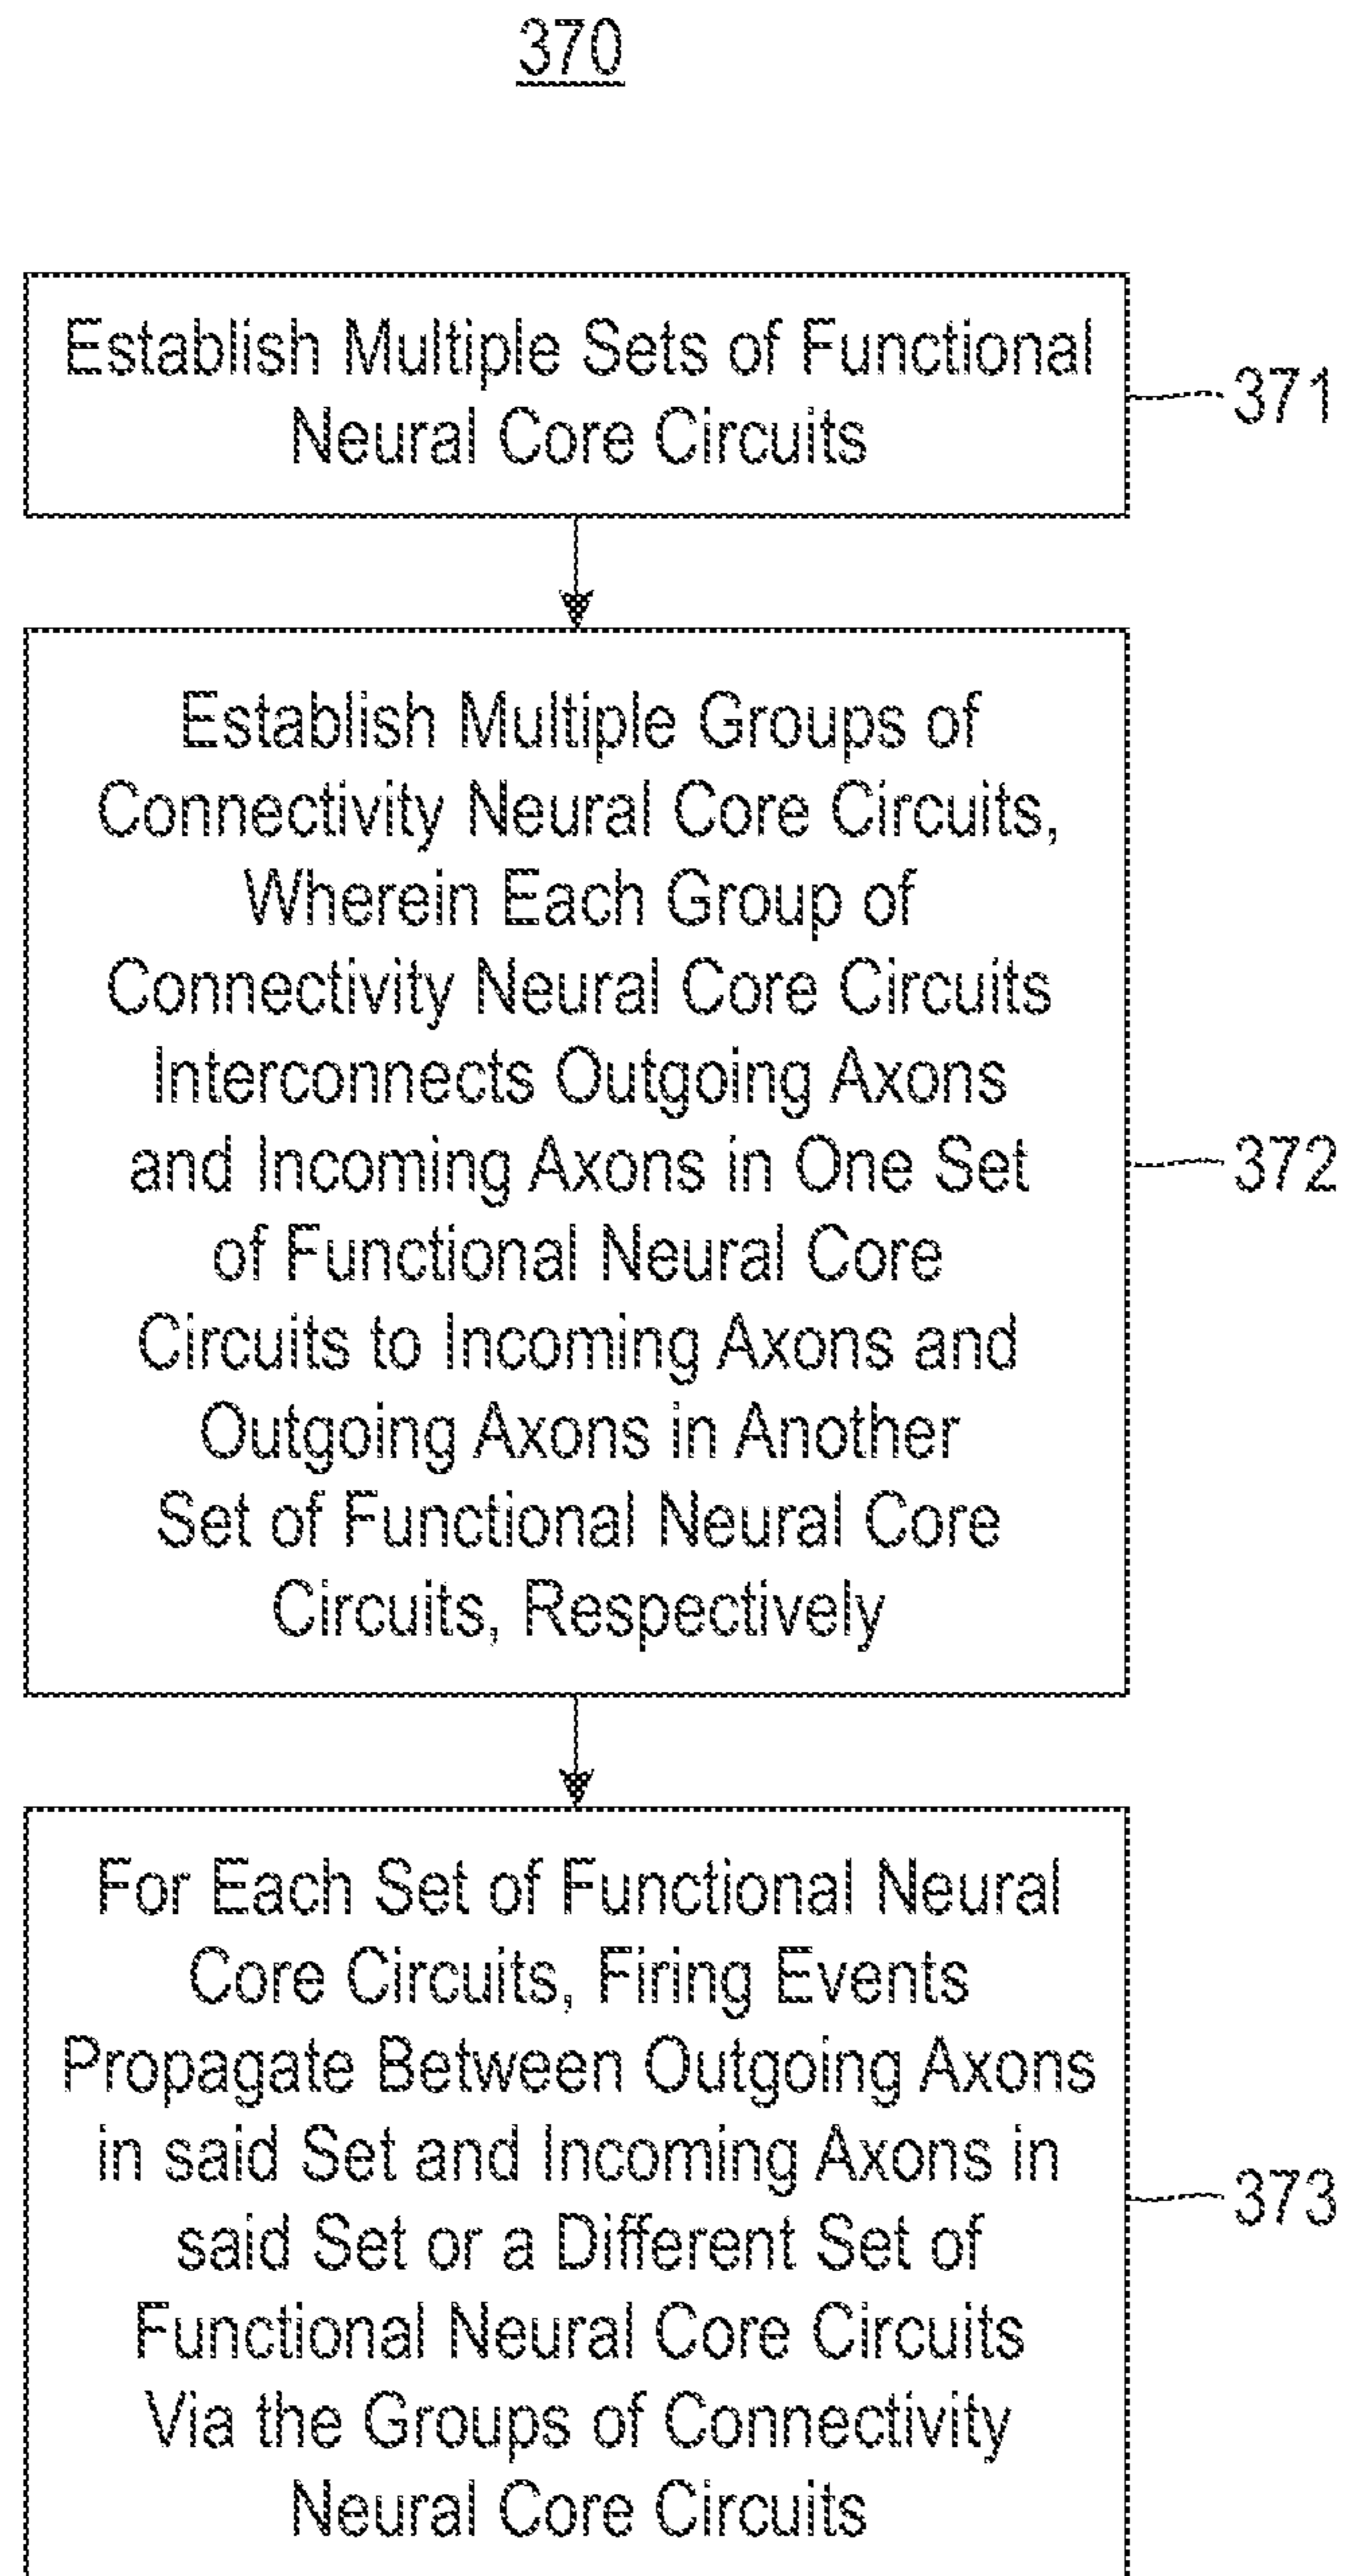 370
Establish Multiple Sets of Functional
Neural Core Circuits
371
Establish Multiple Groups of
Connectivity Neural Core Circuits,
Wherein Each Group of
Connectivity Neural Core Circuits
Interconnects Outgoing Axons
and Incoming Axons in One Set
of Functional Neural Core
Circuits to Incoming Axons and
Outgoing Axons in Another
Set of Functional Neural Core
Circuits, Respectively
372
For Each Set of Functional Neural
Core Circuits, Firing Events
Propagate Between Outgoing Axons
in said Set and Incoming Axons in
said Set or a Different Set of
Functional Neural Core Circuits
Via the Groups of Connectivity
Neural Core Circuits
373